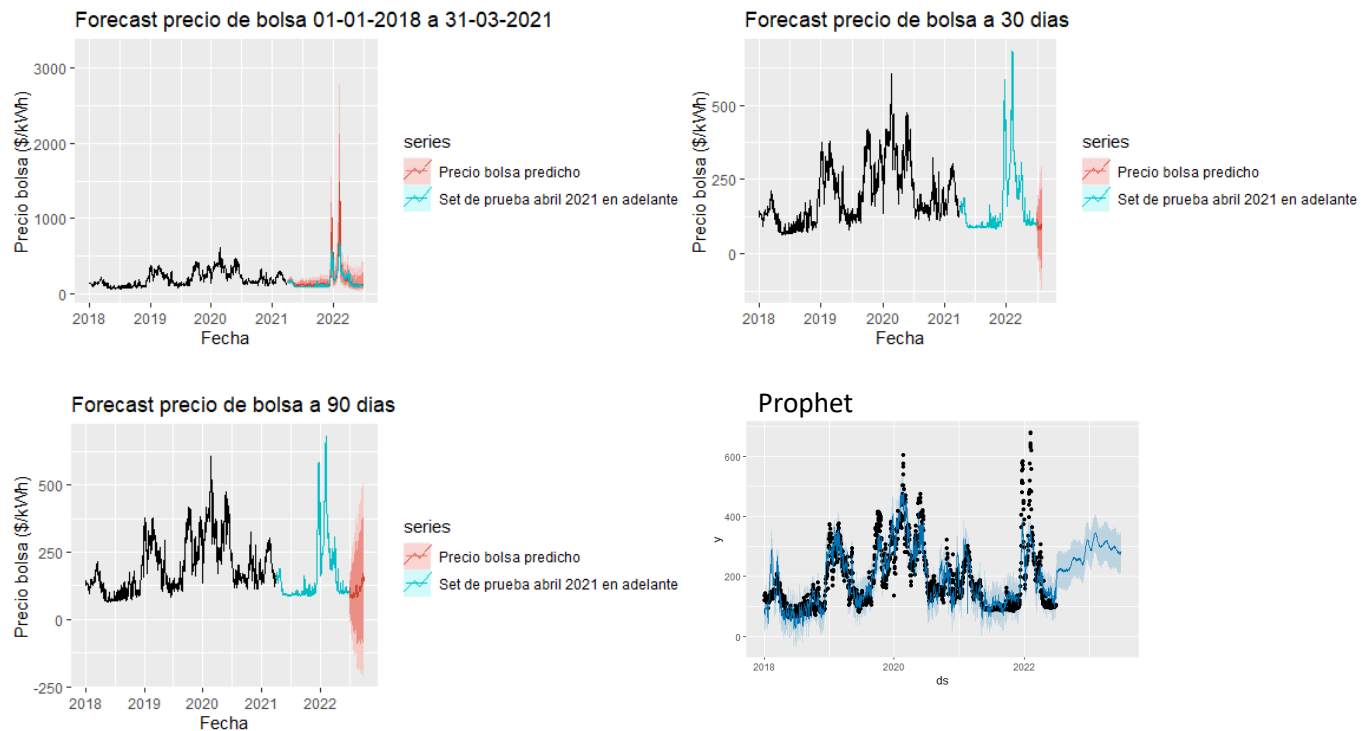 Forecast precio de bolsa 01-01-2018 a 31-03-2021
Precio bolsa ($/kWh)
3000
2000
1000
0
2018 2019 2020 2021 2022
Fecha
series
Precio bolsa predicho
Set de prueba abril 2021 en adelante
Forecast precio de bolsa a 30 dias
Precio bolsa ($/kWh)
500
250
0
2018 2019 2020 2021 2022
Fecha
series
Precio bolsa predicho
Set de prueba abril 2021 en adelante
Forecast precio de bolsa a 90 dias
Precio bolsa ($/kWh)
500
250
0
-250
2018 2019 2020 2021 2022
Fecha
series
Precio bolsa predicho
Set de prueba abril 2021 en adelante
Prophet
y
600
400
200
0
2018 2020 2022
ds